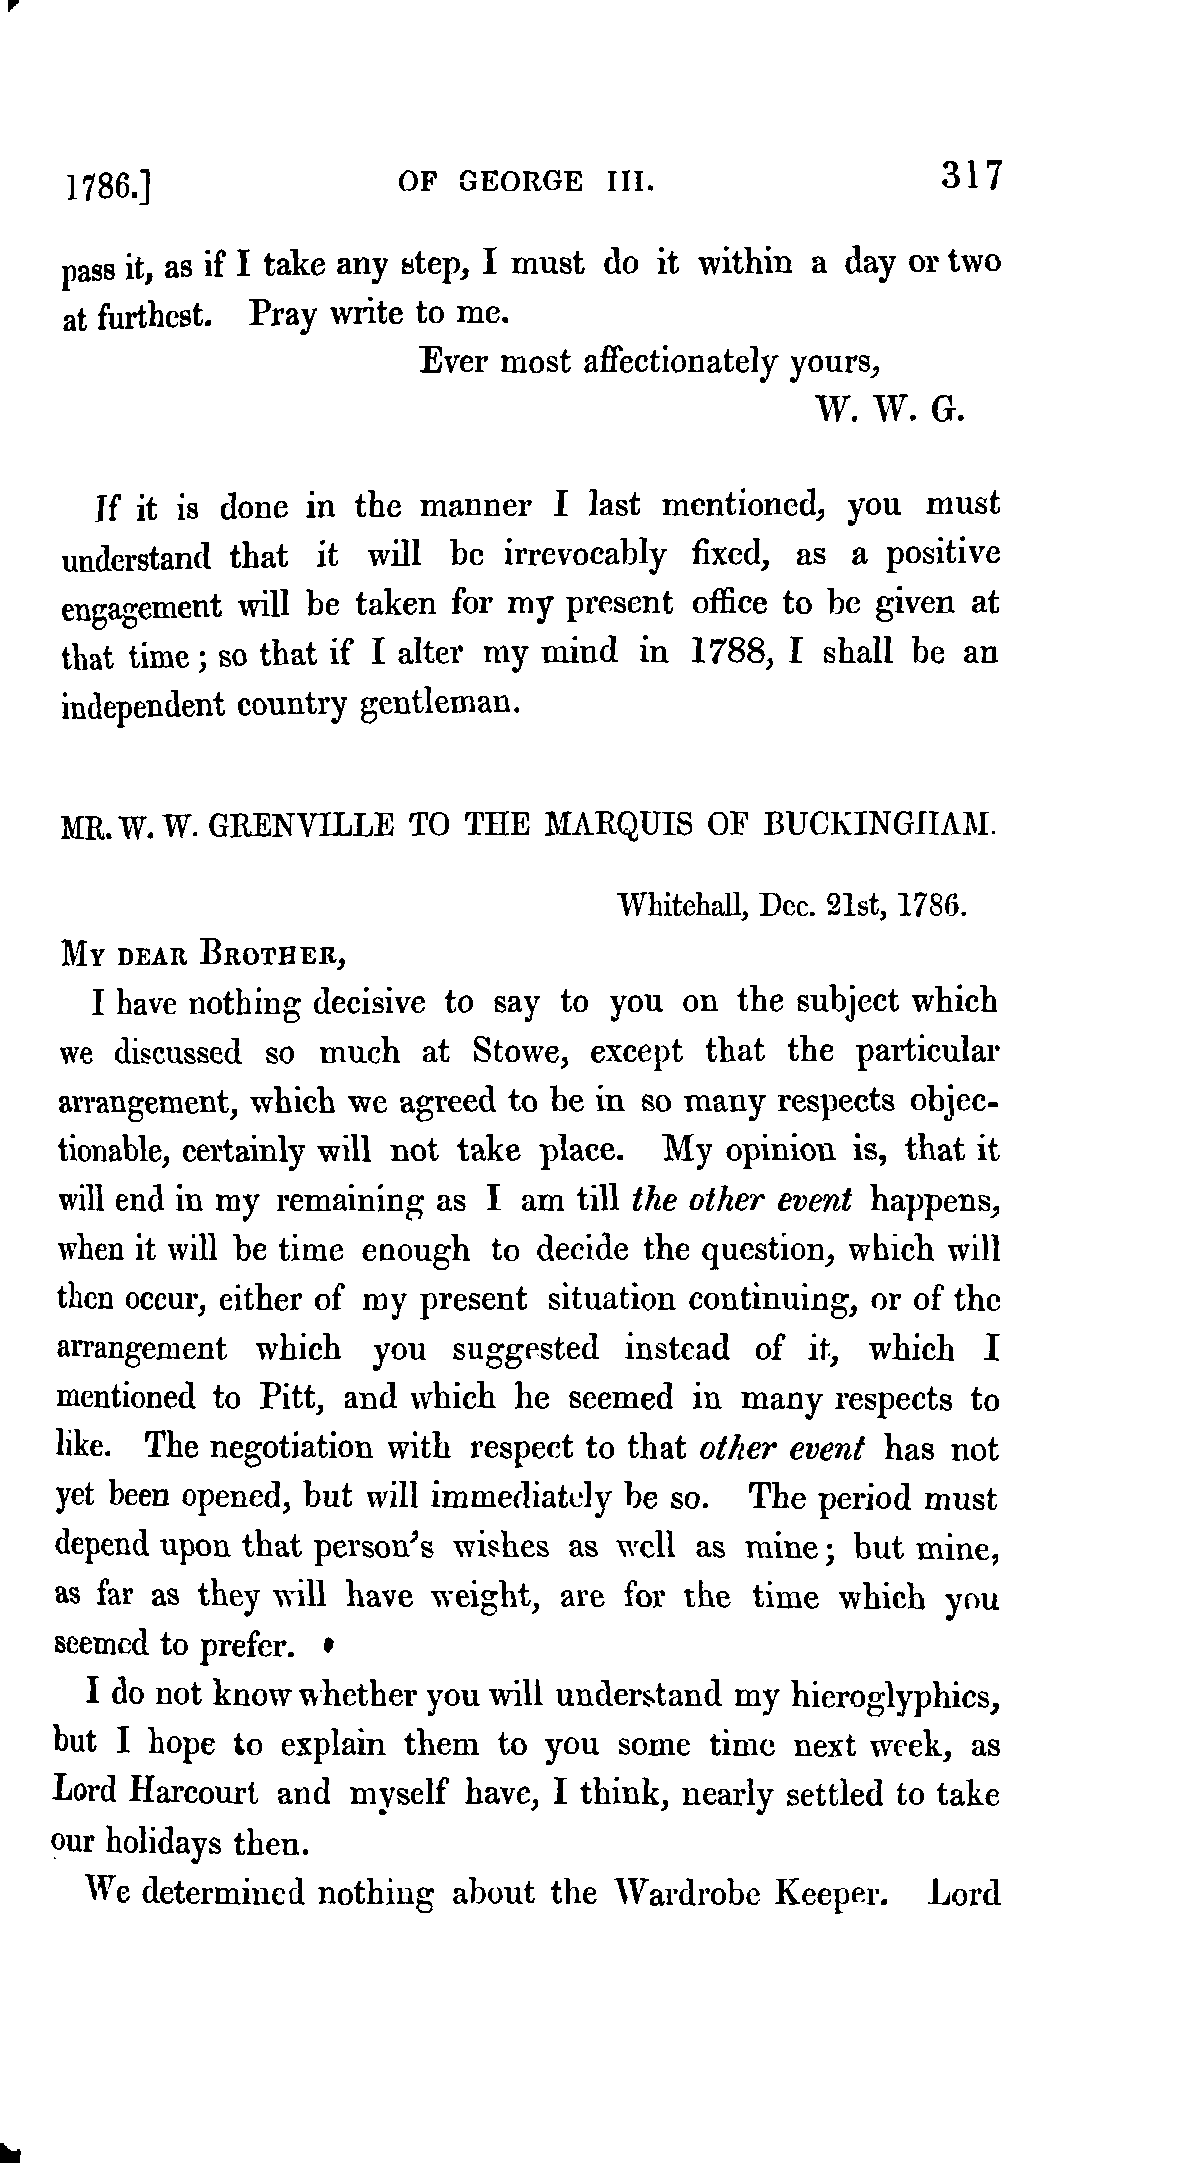 1786.] OF GEORGE III. 317
pass it, as if I take any step, I must do it within a day or two
at furthest. Pray write to me.
Ever most affectionately yours,
W. W. G.
If it is done in the manner I last mentioned, you must
understand that it will be irrevocably fixed, as a positive
engagement will be taken for my present office to be given at
that time; so that if I alter my mind in 1788, I shall be an
independent country gentleman.
MR. W. W. GRENVILLE TO THE MARQUIS OF BUCKINGHAM.
Whitehall, Dec. 21st, 1786.
MY DEAR BROTHER,
I have nothing decisive to say to you on the subject which
we discussed so much at Stowe, except that the particular
arrangement, which we agreed to be in so many respects objec-
tionable, certainly will not take place. My opinion is, that it
will end in my remaining as I am till the other event happens,
when it will be time enough to decide the question, which will
then occur, either of my present situation continuing, or of the
arrangement which you suggested instead of it, which I
mentioned to Pitt, and which he seemed in many respects to
like. The negotiation with respect to that other event has not
yet been opened, but will immediately be so. The period must
depend upon that person's wishes as well as mine; but mine,
as far as they will have weight, are for the time which you
seemed to prefer.
I do not know whether you will understand my hieroglyphics,
but I hope to explain them to you some time next week, as
Lord Harcourt and myself have, I think, nearly settled to take
our holidays then.
We determined nothing about the Wardrobe Keeper. Lord